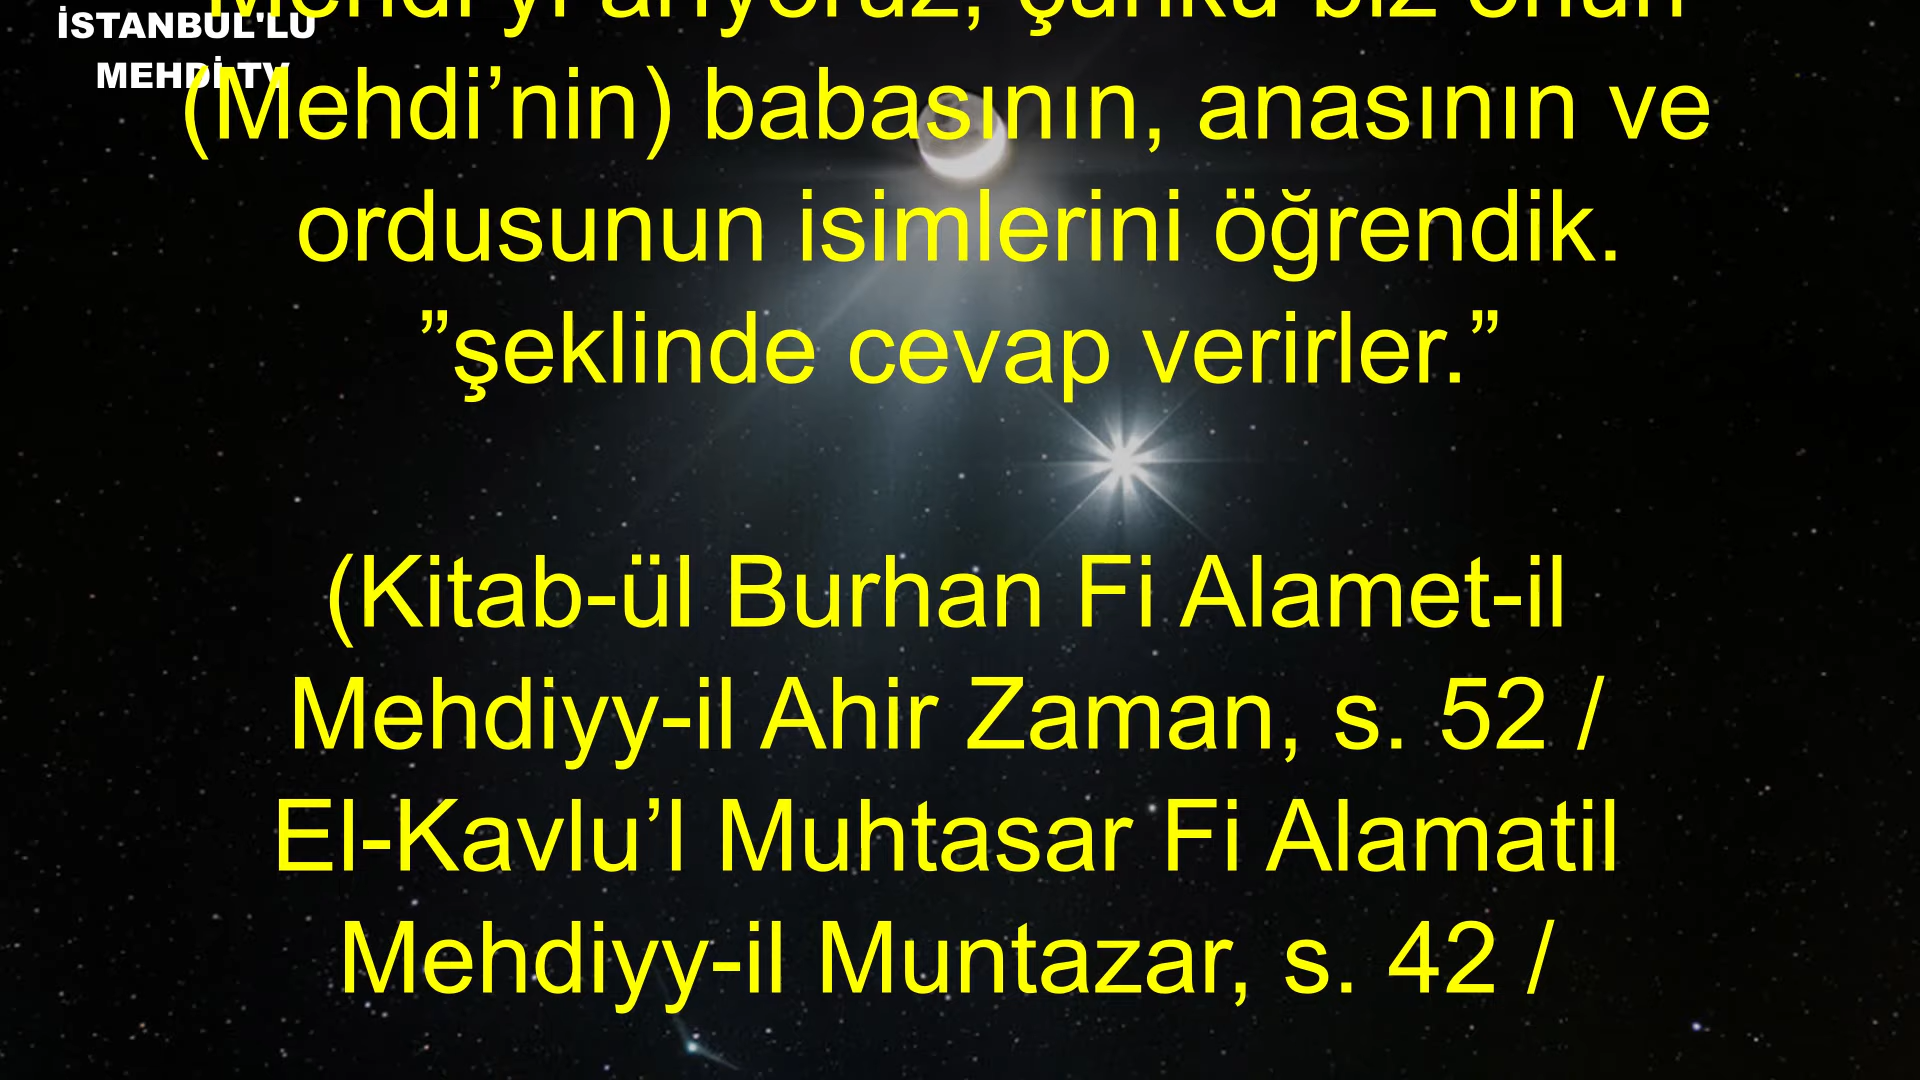 İSTANBUL'LU
MEHDİ TV
Mehdi’yi arıyoruz, çünkü biz onun
(Mehdi’nin) babasının, anasının ve
ordusunun isimlerini öğrendik.
”şeklinde cevap verirler.”
(Kitab-ül Burhan Fi Alamet-il
Mehdiyy-il Ahir Zaman, s. 52 /
El-Kavlu’l Muhtasar Fi Alamatil
Mehdiyy-il Muntazar, s. 42 /